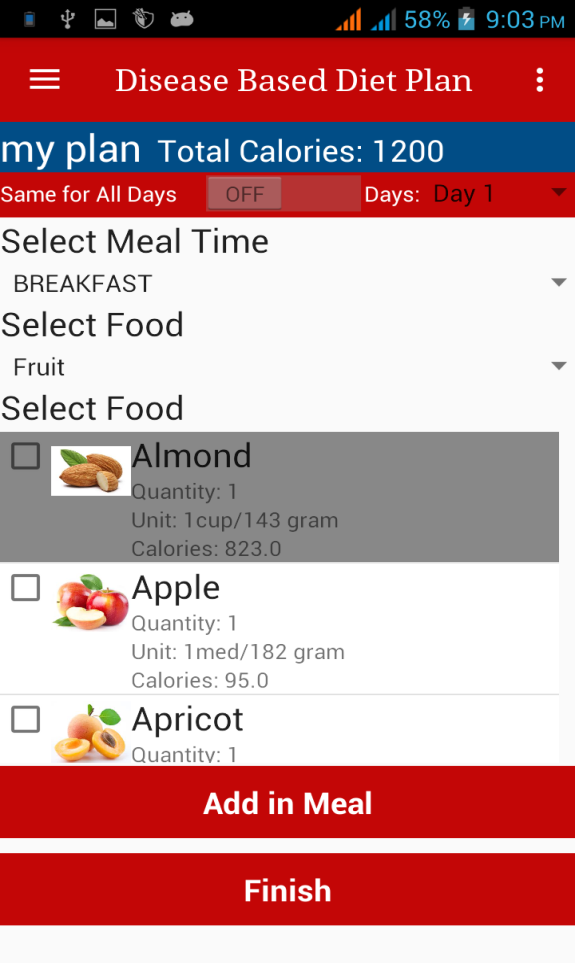 58% 9:03 PM
Disease Based Diet Plan
my plan Total Calories: 1200
Same for All Days OFF Days: Day 1
Select Meal Time
BREAKFAST
Select Food
Fruit
Select Food
Almond
Quantity: 1
Unit: 1cup/143 gram
Calories: 823.0
Apple
Quantity: 1
Unit: 1med/182 gram
Calories: 95.0
Apricot
Quantity: 1
Add in Meal
Finish